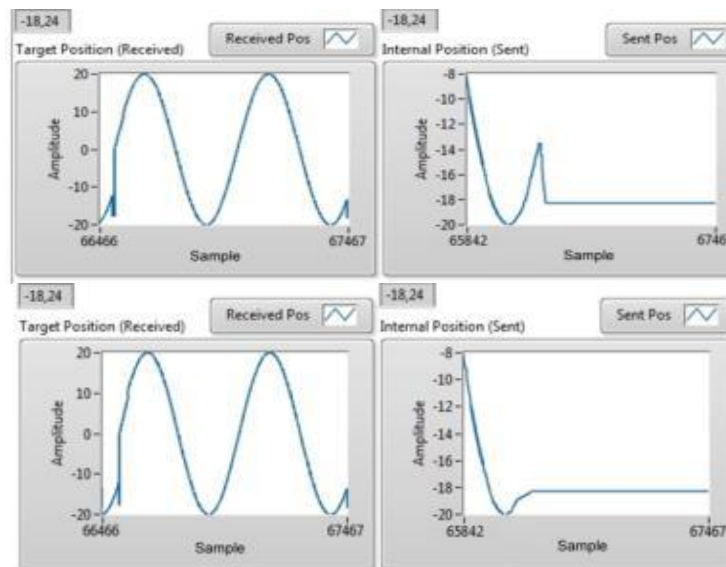 -18,24
Target Position (Received)
Received Pos
20
10
0
-10
-20
Amplitude
66466
67467
Sample
-18,24
Internal Position (Sent)
Sent Pos
-8
-10
-12
-14
-16
-18
-20
Amplitude
65842
6746
Sample
-18,24
Target Position (Received)
Received Pos
20
10
0
-10
-20
Amplitude
66466
67467
Sample
-18,24
Internal Position (Sent)
Sent Pos
-8
-10
-12
-14
-16
-18
-20
Amplitude
65842
67467
Sample